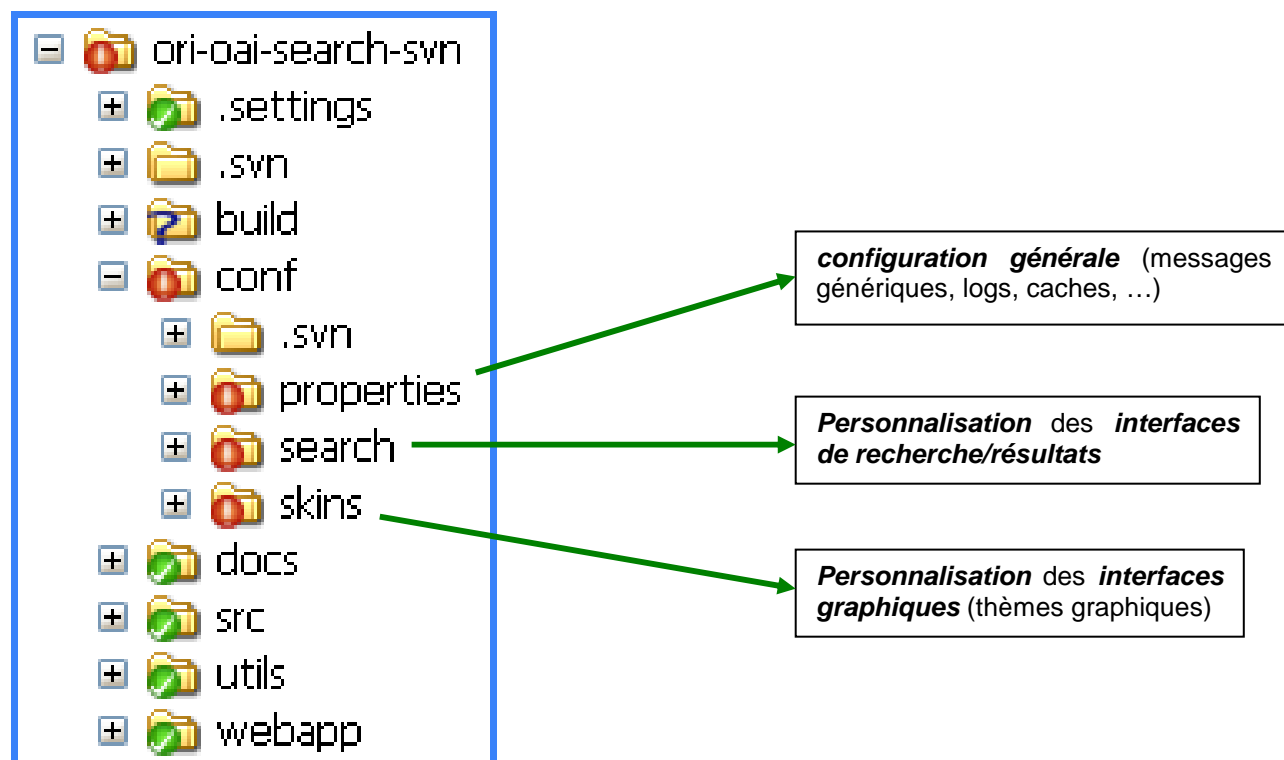 ori-oai-search-svn
.settings
.svn
build
conf
.svn
properties
search
skins
docs
src
utils
webapp
configuration générale (messages
génériques, logs, caches, …)
Personnalisation des interfaces
de recherche/résultats
Personnalisation des interfaces
graphiques (thèmes graphiques)